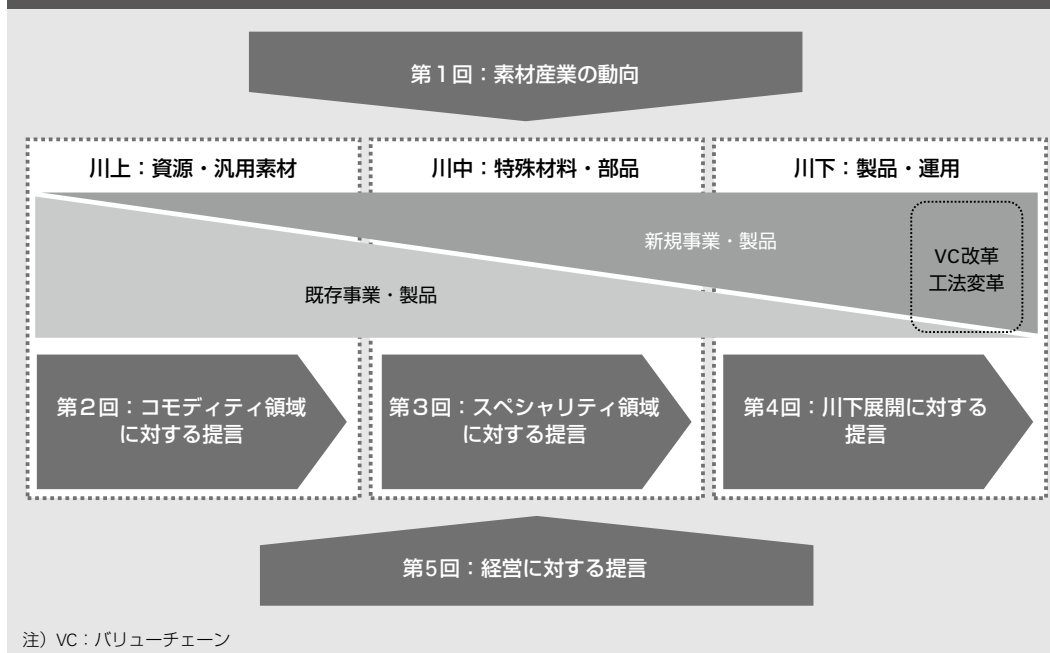 第1回：素材産業の動向
川上：資源・汎用素材
川中：特殊材料・部品
川下：製品・運用
新規事業・製品
既存事業・製品
VC改革
工法変革
第2回：コモディティ領域
に対する提言
第3回：スペシャリティ領域
に対する提言
第4回：川下展開に対する
提言
第5回：経営に対する提言
注）VC：バリューチェーン